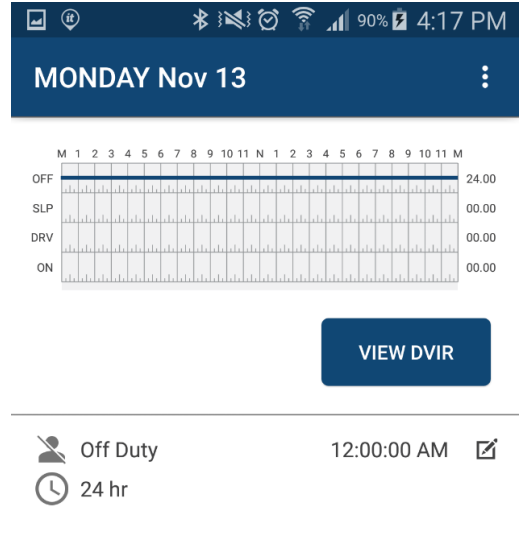 it 90% 4:17 PM
MONDAY Nov 13
M 1 2 3 4 5 6 7 8 9 10 11 N 1 2 3 4 5 6 7 8 9 10 11 M
OFF 24.00
SLP 00.00
DRV 00.00
ON 00.00
VIEW DVIR
Off Duty 12:00:00 AM
24 hr